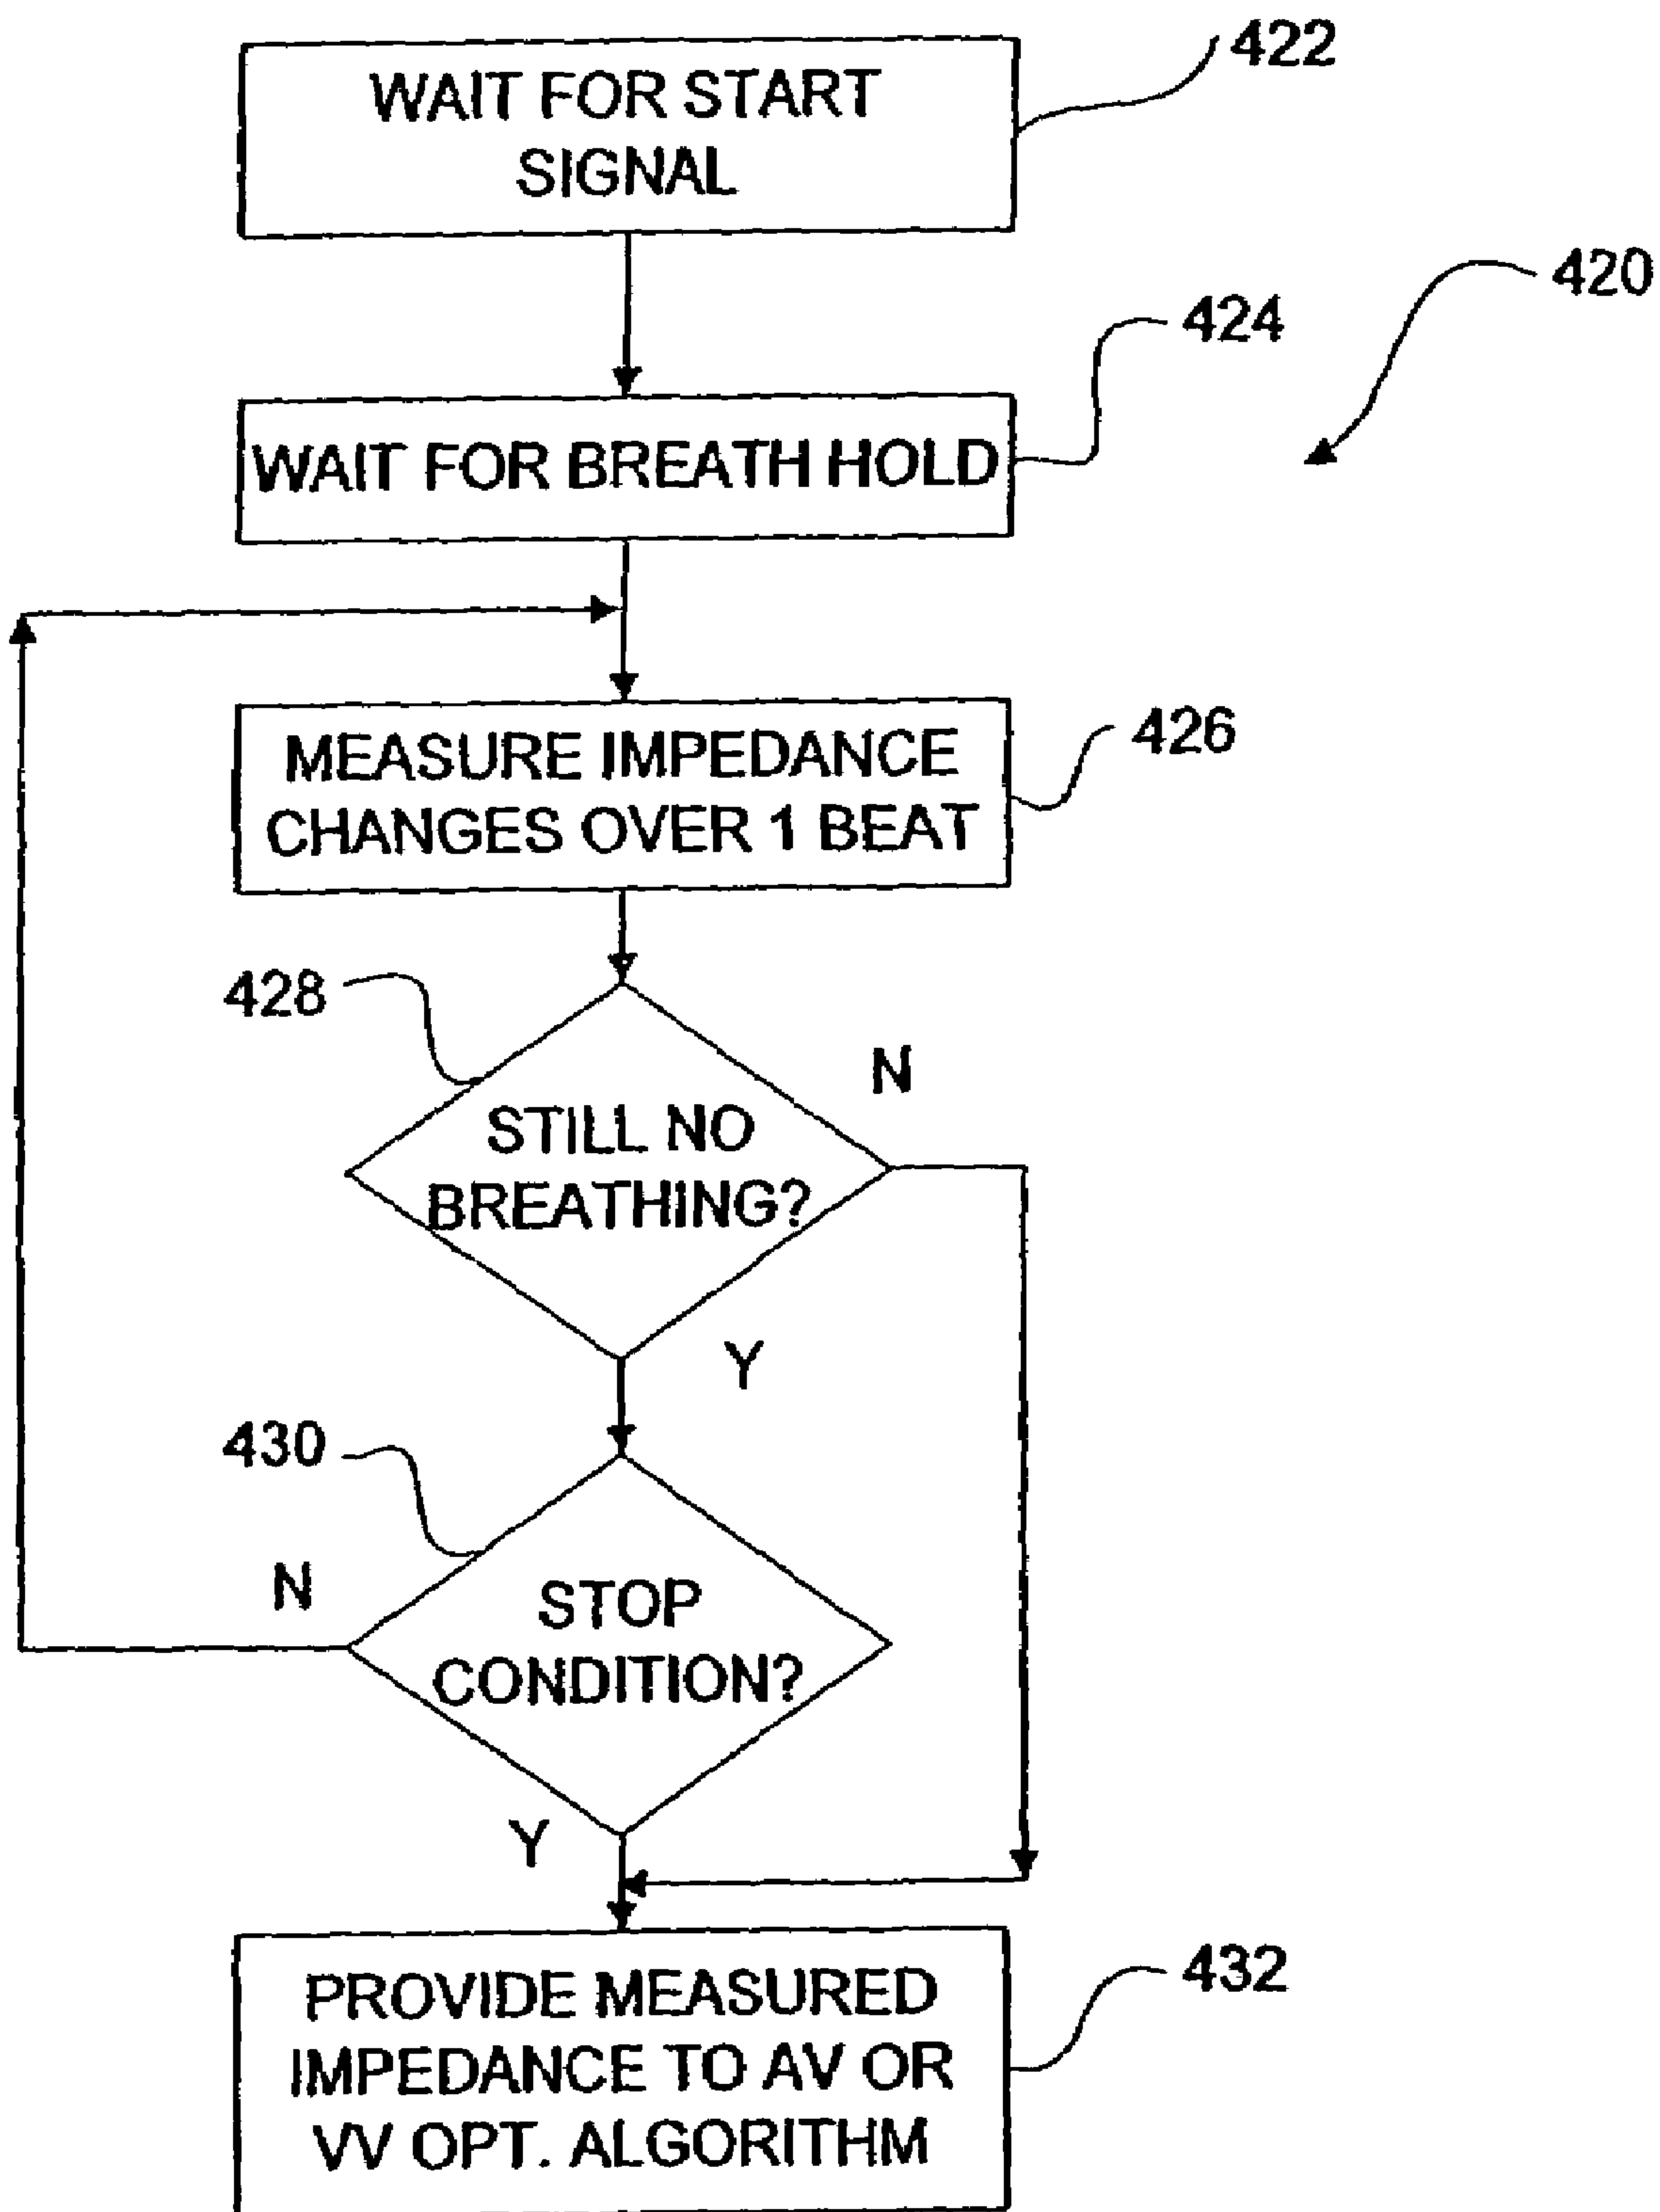 WAIT FOR START
SIGNAL
422
420
424
WAIT FOR BREATH HOLD
MEASURE IMPEDANCE
CHANGES OVER 1 BEAT
426
428
N
STILL NO
BREATHING?
Y
430
N
STOP
CONDITION?
Y
PROVIDE MEASURED
IMPEDANCE TO AV OR
VV OPT. ALGORITHM
432